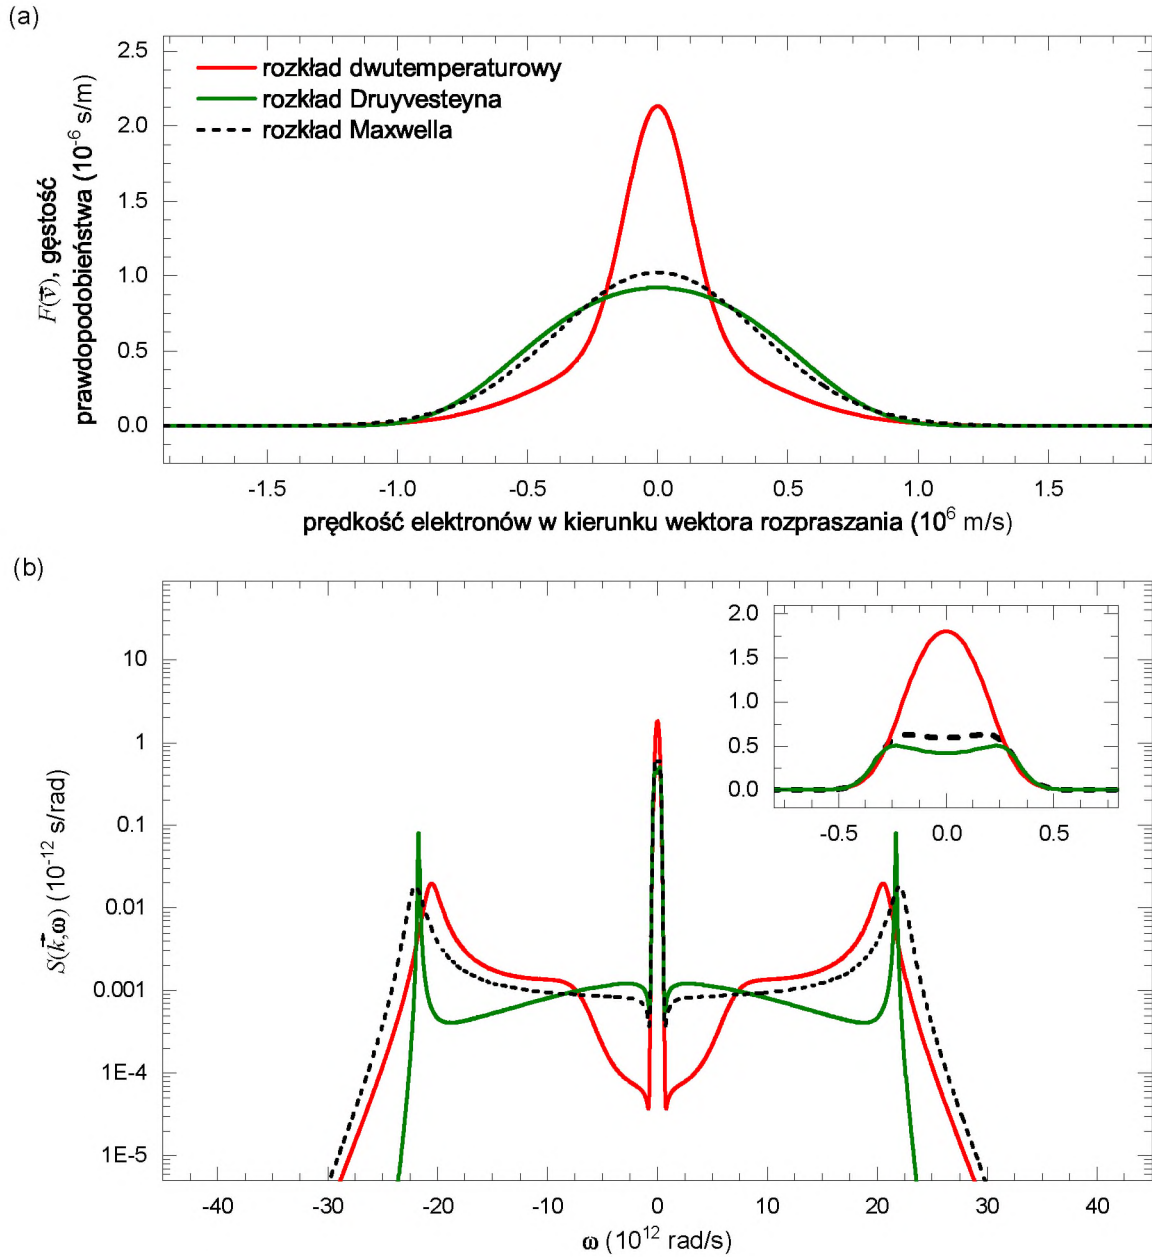 (a)
2.5
2.0
1.5
1.0
0.5
0.0
F(v⃗), gęstość
prawdopodobieństwa (10⁻⁶ s/m)
rozkład dwutemperaturowy
rozkład Druyvesteyna
rozkład Maxwella
-1.5 -1.0 -0.5 0.0 0.5 1.0 1.5
prędkość elektronów w kierunku wektora rozpraszania (10⁶ m/s)
(b)
10
1
0.1
0.01
0.001
1E-4
1E-5
S(k⃗,ω) (10⁻¹² s/rad)
2.0
1.5
1.0
0.5
0.0
-0.5 0.0 0.5
-40 -30 -20 -10 0 10 20 30 40
ω (10¹² rad/s)